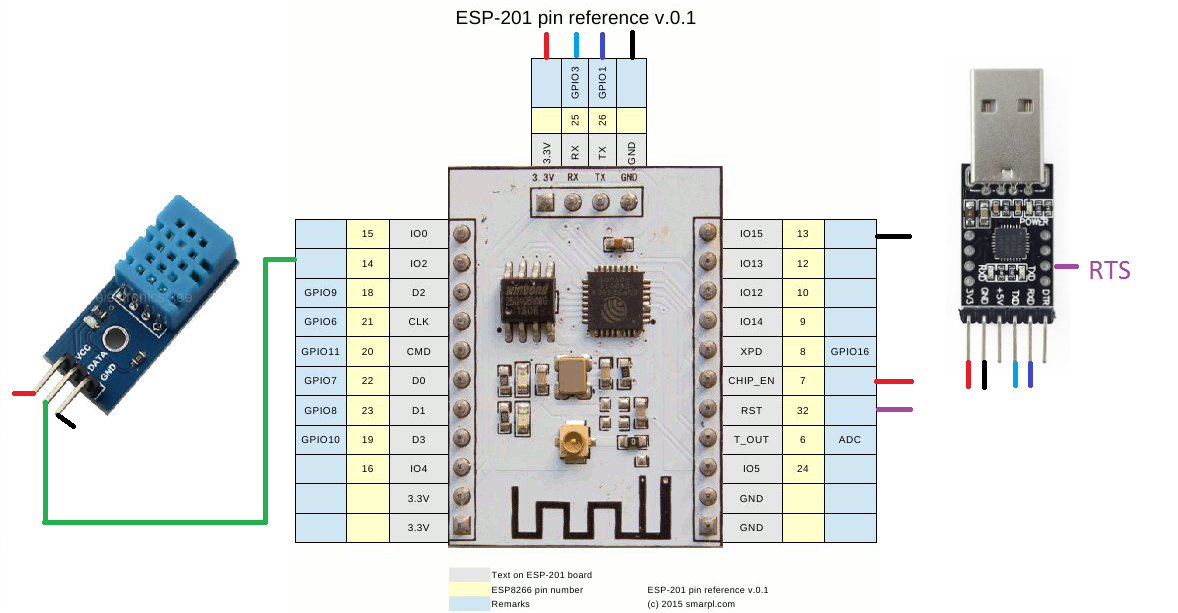 ESP-201 pin reference v.0.1
GPIO3 GPIO1
25 26
3.3V RX TX GND
3.3V RX TX GND
15 IO0
14 IO2
GPIO9 18 D2
GPIO6 21 CLK
GPIO11 20 CMD
GPIO7 22 D0
GPIO8 23 D1
GPIO10 19 D3
16 IO4
3.3V
3.3V
IO15 13
IO13 12
IO12 10
IO14 9
XPD 8 GPIO16
CHIP_EN 7
RST 32
T_OUT 6 ADC
IO5 24
GND
GND
winbond
VCC
DATA
GND
POWER
RXD
TXD
3V3 GND +5V TXD RXD DTR
RTS
Text on ESP-201 board
ESP8266 pin number
Remarks
ESP-201 pin reference v.0.1
(c) 2015 smarpl.com